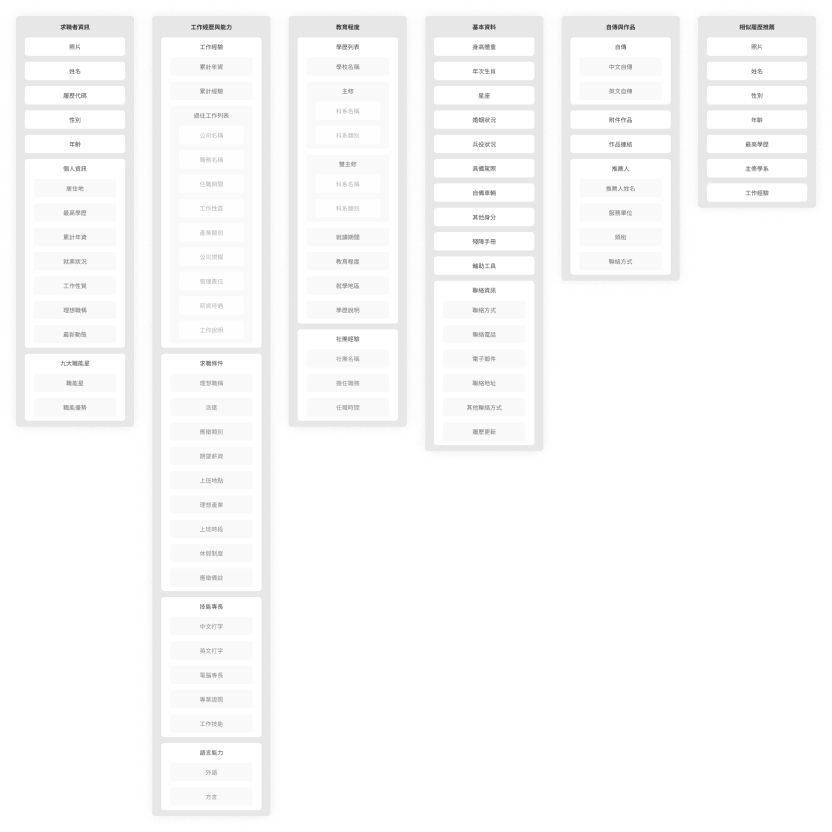 求職者資訊
照片
姓名
履歷代碼
性別
年齡
個人資訊
居住地
最高學歷
累計年資
就業狀況
工作性質
理想職稱
最新動態
九大職能星
職能星
職能優勢
工作經歷與能力
工作經驗
累計年資
累計經驗
過往工作列表
公司名稱
職務名稱
任職期間
工作性質
產業類別
公司規模
管理責任
薪資待遇
工作說明
求職條件
理想職稱
派遣
應徵類別
期望薪資
上班地點
理想產業
上班時段
休假制度
應徵備註
技能專長
中文打字
英文打字
電腦專長
專業證照
工作技能
語言能力
外語
方言
教育程度
學歷列表
學校名稱
主修
科系名稱
科系類別
雙主修
科系名稱
科系類別
就讀期間
教育程度
就學地區
學歷說明
社團經驗
社團名稱
擔任職務
任職時間
基本資料
身高體重
年次生肖
星座
婚姻狀況
兵役狀況
具備駕照
自備車輛
其他身分
殘障手冊
輔助工具
聯絡資訊
聯絡方式
聯絡電話
電子郵件
聯絡地址
其他聯絡方式
履歷更新
自傳與作品
自傳
中文自傳
英文自傳
附件作品
作品連結
推薦人
推薦人姓名
服務單位
頭銜
聯絡方式
相似履歷推薦
照片
姓名
性別
年齡
最高學歷
主修學系
工作經驗